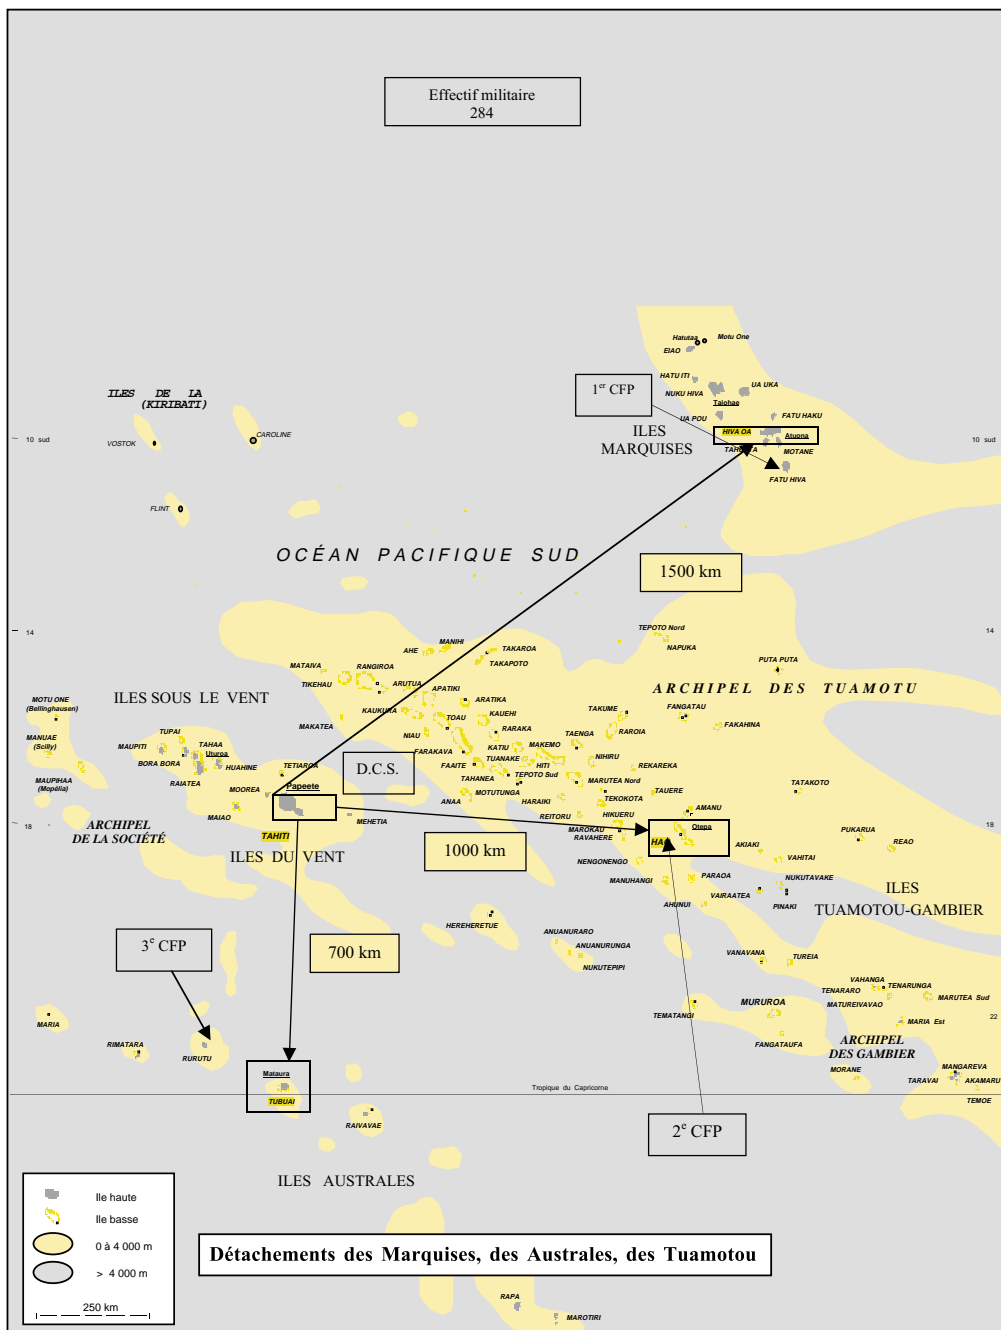 Effectif militaire
284
Hatutaa
Motu One
EIAO
HATU ITI
UA UKA
NUKU HIVA
1er CFP
Taiohae
ILES DE LA
(KIRIBATI)
UA POU
FATU HAKU
ILES
MARQUISES
HIVA OA
Atuona
10 sud
VOSTOK
CAROLINE
10 sud
MOTANE
FATU HIVA
FLINT
OCÉAN PACIFIQUE SUD
1500 km
14
TEPOTO Nord
14
MANIHI
NAPUKA
AHE
TAKAROA
TAKAPOTO
PUTA PUTA
MATAIVA
RANGIROA
TIKEHAU
ARUTUA
ARCHIPEL DES TUAMOTU
ILES SOUS LE VENT
APATIKI
ARATIKA
MOTU ONE
(Bellinghausen)
KAUKURA
TOAU
KAUEHI
TAKUME
FANGATAU
MAKATEA
RAROIA
FAKAHINA
NIAU
RARAKA
TAENGA
MANUAE
(Scilly)
TUPAI
MAUPITI
TAHAA
Uturoa
FARAKAVA
KATIU
MAKEMO
BORA BORA
HUAHINE
FAAITE
TUANAKE
HITI
NIHIRU
REKAREKA
TETIAROA
D.C.S.
TAHANEA
TEPOTO Sud
MARUTEA Nord
MAUPIHAA
(Mopélia)
RAIATEA
MOOREA
Papeete
ANAA
MOTUTUNGA
HARAIKI
TEKOKOTA
TAUERE
TATAKOTO
MAIAO
MEHETIA
REITORU
HIKUERU
AMANU
18
ARCHIPEL
DE LA SOCIÉTÉ
TAHITI
MAROKAU
RAVAHERE
Otepa
18
PUKARUA
ILES DU VENT
1000 km
REAO
NENGONENGO
AKIAKI
VAHITAI
MANUHANGI
PARAOA
NUKUTAVAKE
ILES
TUAMOTOU-GAMBIER
AHUNUI
VAIRAATEA
PINAKI
HEREHERETUE
3e CFP
700 km
ANUANURARO
ANUANURUNGA
NUKUTEPIPI
VANAVANA
TUREIA
VAHANGA
TENARARO
TENARUNGA
MATUREIVAVAO
MARUTEA Sud
TEMATANGI
MURUROA
MARIA
MARIA Est
22
RIMATARA
RURUTU
FANGATAUFA
ARCHIPEL
DES GAMBIER
Mataura
MORANE
MANGAREVA
TARAVAI
AKAMARU
Tropique du Capricorne
TEMOE
TUBUAI
RAIVAVAE
2e CFP
ILES AUSTRALES
Ile haute
Ile basse
0 à 4 000 m
> 4 000 m
250 km
Détachements des Marquises, des Australes, des Tuamotou
RAPA
MAROTIRI